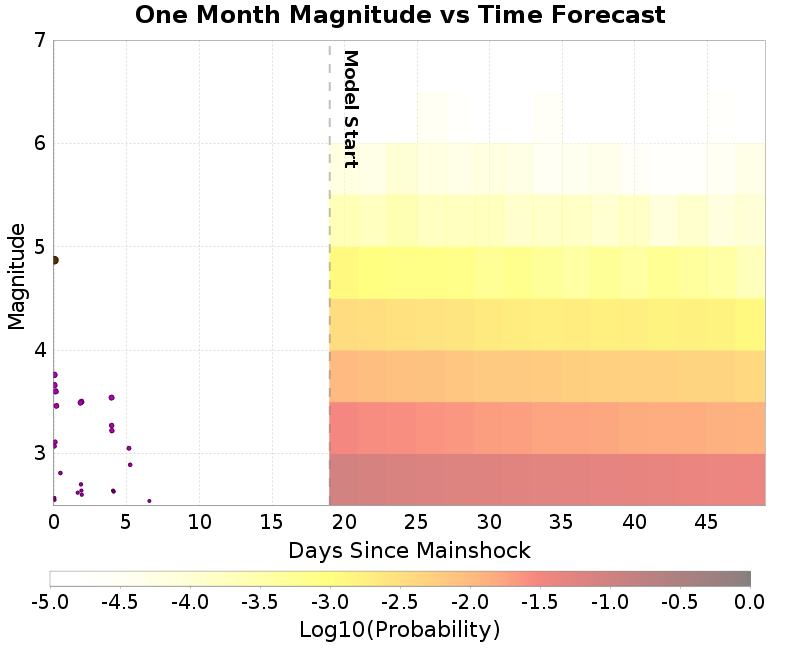 One Month Magnitude vs Time Forecast
7
6
5
4
3
Magnitude
Model Start
0 5 10 15 20 25 30 35 40 45
Days Since Mainshock
-5.0 -4.5 -4.0 -3.5 -3.0 -2.5 -2.0 -1.5 -1.0 -0.5 0.0
Log10(Probability)